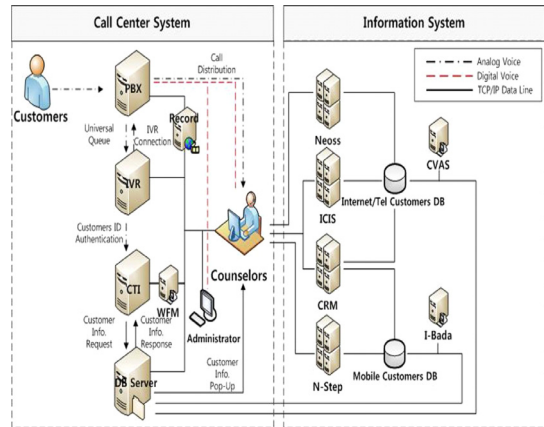 Call Center System
Information System
Analog Voice
Digital Voice
TCP/IP Data Line
Call
Distribution
PBX
Customers
Record
Universal
Queue
IVR
Connection
IVR
Customers ID
Authentication
CTI
WFM
Counselors
Administrator
Customer
Info.
Request
Customer
Info.
Response
DB Server
Customer
Info.
Pop-Up
Neoss
CVAS
Internet/Tel Customers DB
ICIS
CRM
I-Bada
N-Step
Mobile Customers DB